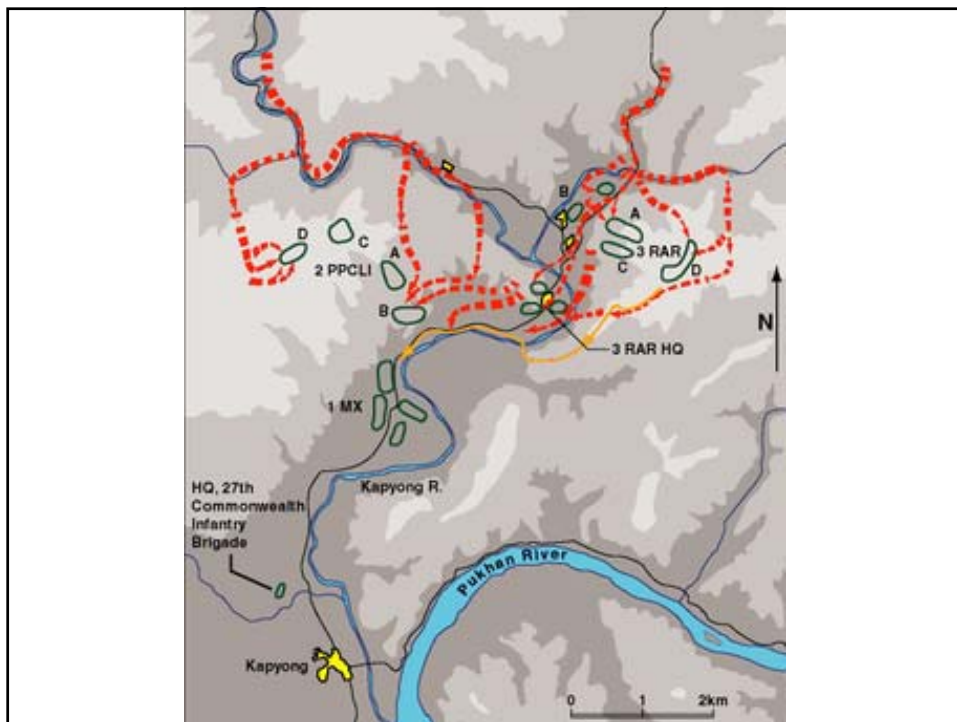 B
A
D
C
3 RAR
2 PPCLI
A
C
D
B
N
3 RAR HQ
1 MX
Kapyong R.
HQ, 27th
Commonwealth
Infantry
Brigade
Pukhan River
Kapyong
0 1 2km